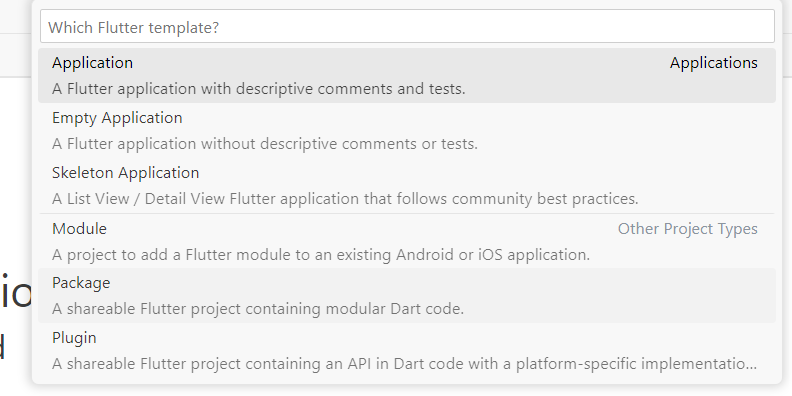 Which Flutter template?
Application Applications
A Flutter application with descriptive comments and tests.
Empty Application
A Flutter application without descriptive comments or tests.
Skeleton Application
A List View / Detail View Flutter application that follows community best practices.
Module Other Project Types
A project to add a Flutter module to an existing Android or iOS application.
Package
A shareable Flutter project containing modular Dart code.
io
Plugin
d
A shareable Flutter project containing an API in Dart code with a platform-specific implementatio...